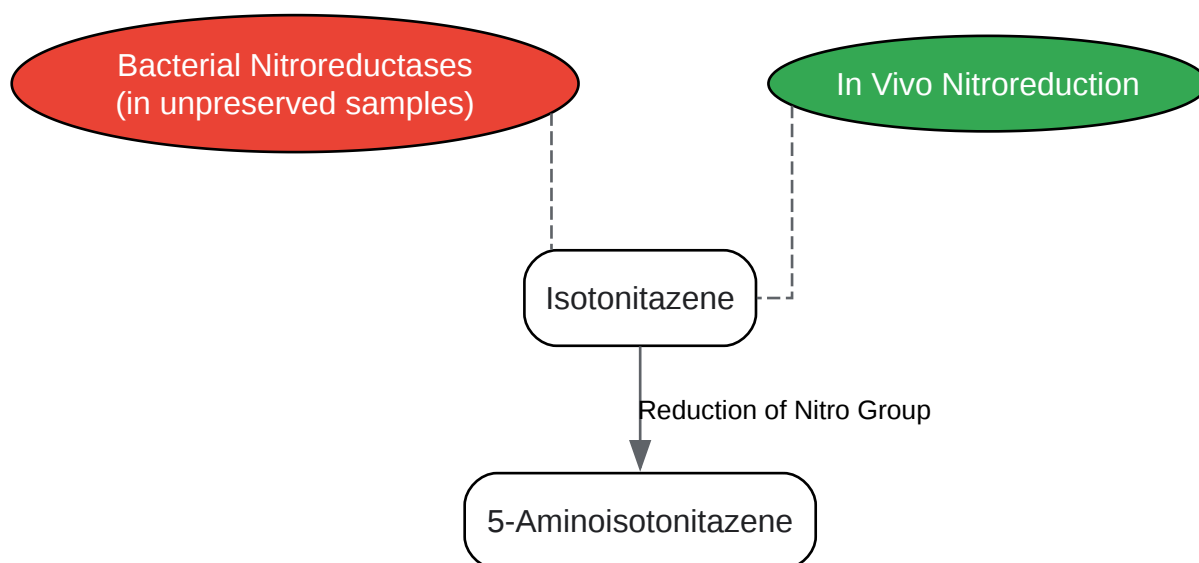 Bacterial Nitroreductases
(in unpreserved samples)
In Vivo Nitroreduction
Isotonitazene
Reduction of Nitro Group
5-Aminoisotonitazene